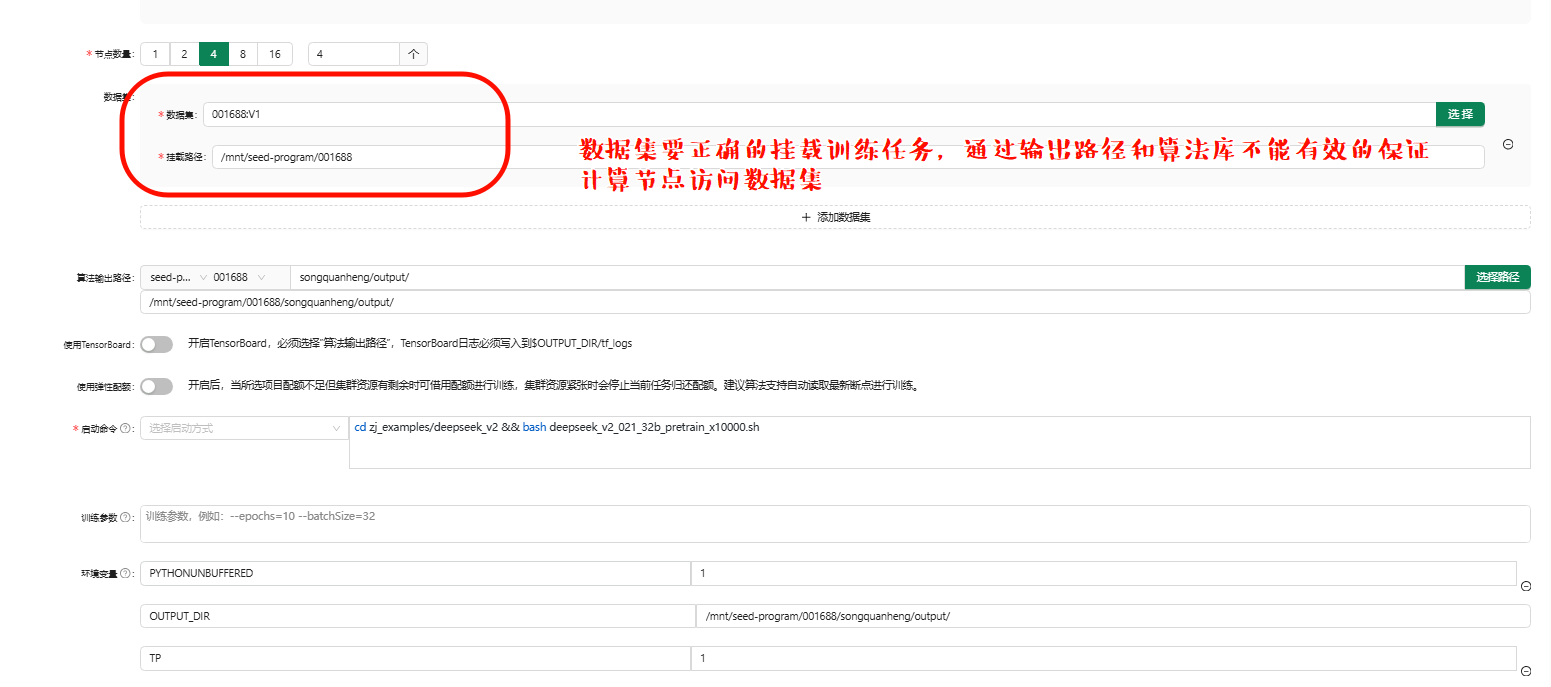 * 节点数量: 1 2 4 8 16 4 个
数据集:
* 数据集: 001688:V1 选择
* 挂载路径: /mnt/seed-program/001688
数据集要正确的挂载训练任务，通过输出路径和算法库不能有效的保证
计算节点访问数据集
+ 添加数据集
算法输出路径: seed-p... 001688 songquanheng/output/ 选择路径
/mnt/seed-program/001688/songquanheng/output/
使用TensorBoard: 开启TensorBoard，必须选择"算法输出路径"，TensorBoard日志必须写入到$OUTPUT_DIR/tf_logs
使用弹性配额: 开启后，当所选项目配额不足但集群资源有剩余时可借用配额进行训练，集群资源紧张时会停止当前任务归还配额。建议算法支持自动读取最新断点进行训练。
* 启动命令 ?: 选择启动方式 cd zj_examples/deepseek_v2 && bash deepseek_v2_021_32b_pretrain_x10000.sh
训练参数 ?: 训练参数，例如：--epochs=10 --batchSize=32
环境变量 ?: PYTHONUNBUFFERED 1
OUTPUT_DIR /mnt/seed-program/001688/songquanheng/output/
TP 1